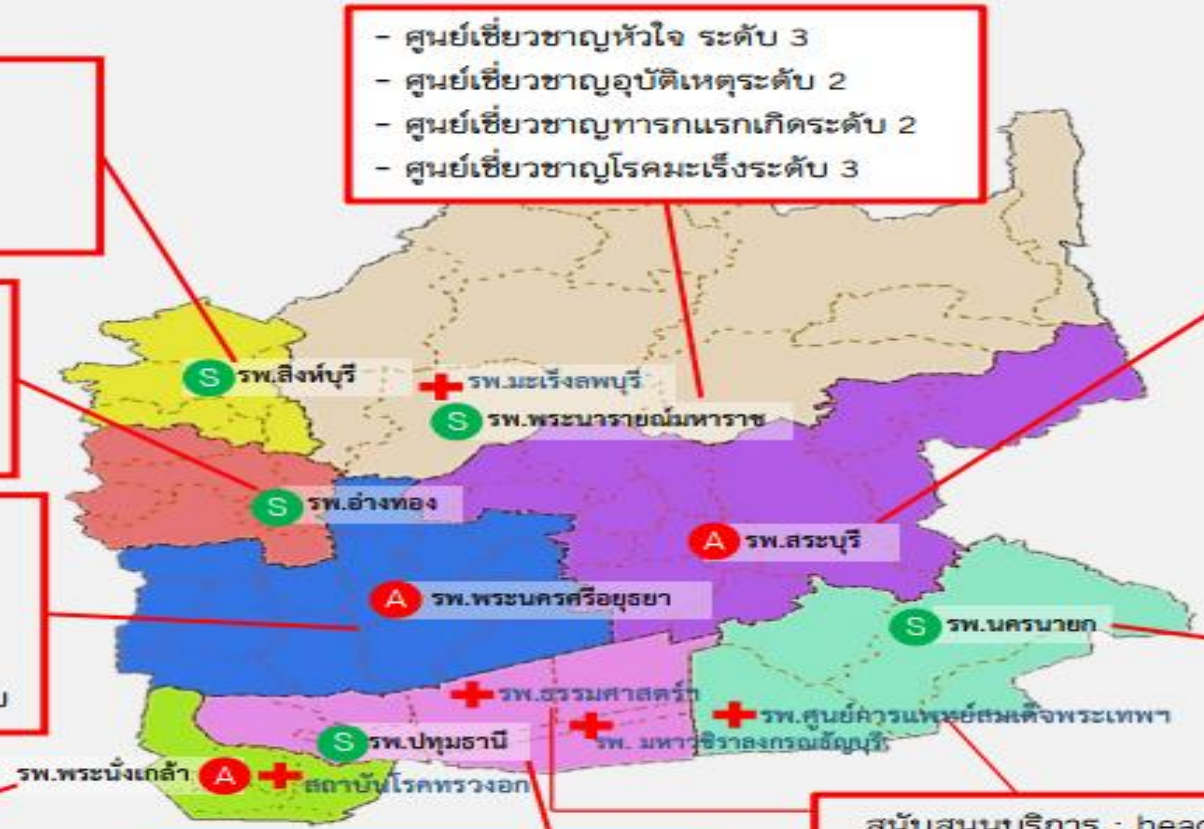 - ศูนย์เชี่ยวชาญหัวใจ ระดับ 3
- ศูนย์เชี่ยวชาญอุบัติเหตุระดับ 2
- ศูนย์เชี่ยวชาญทารกแรกเกิดระดับ 2
- ศูนย์เชี่ยวชาญโรคมะเร็งระดับ 3
S รพ.สิงห์บุรี
รพ.มะเร็งลพบุรี
S รพ.พระนารายณ์มหาราช
S รพ.อ่างทอง
A รพ.สระบุรี
A รพ.พระนครศรีอยุธยา
S รพ.นครนายก
รพ.ธรรมศาสตร์ฯ
รพ.ศูนย์การแพทย์สมเด็จพระเทพฯ
รพ. มหาวชิราลงกรณธัญบุรี
S รพ.ปทุมธานี
รพ.พระนั่งเกล้า A
สถาบันโรคทรวงอก
สนับสนุนบริการ :